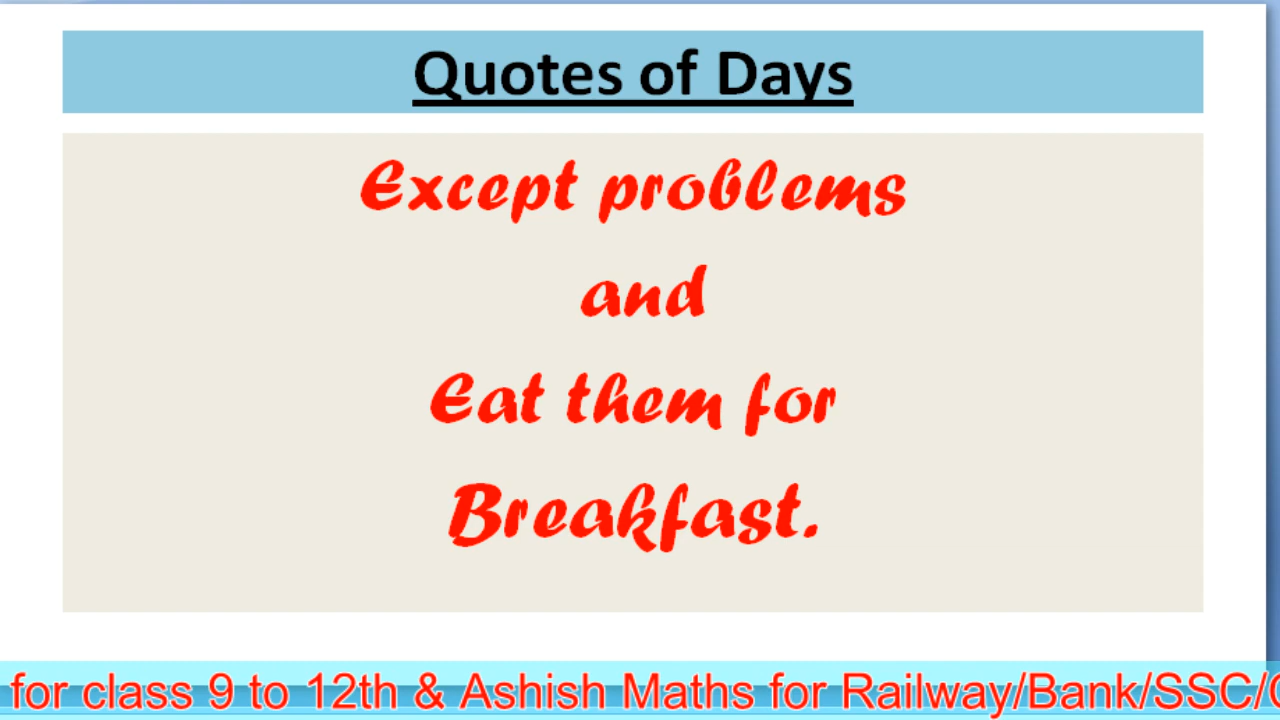 Quotes of Days
Except problems
and
Eat them for
Breakfast.
for class 9 to 12th & Ashish Maths for Railway/Bank/SSC/